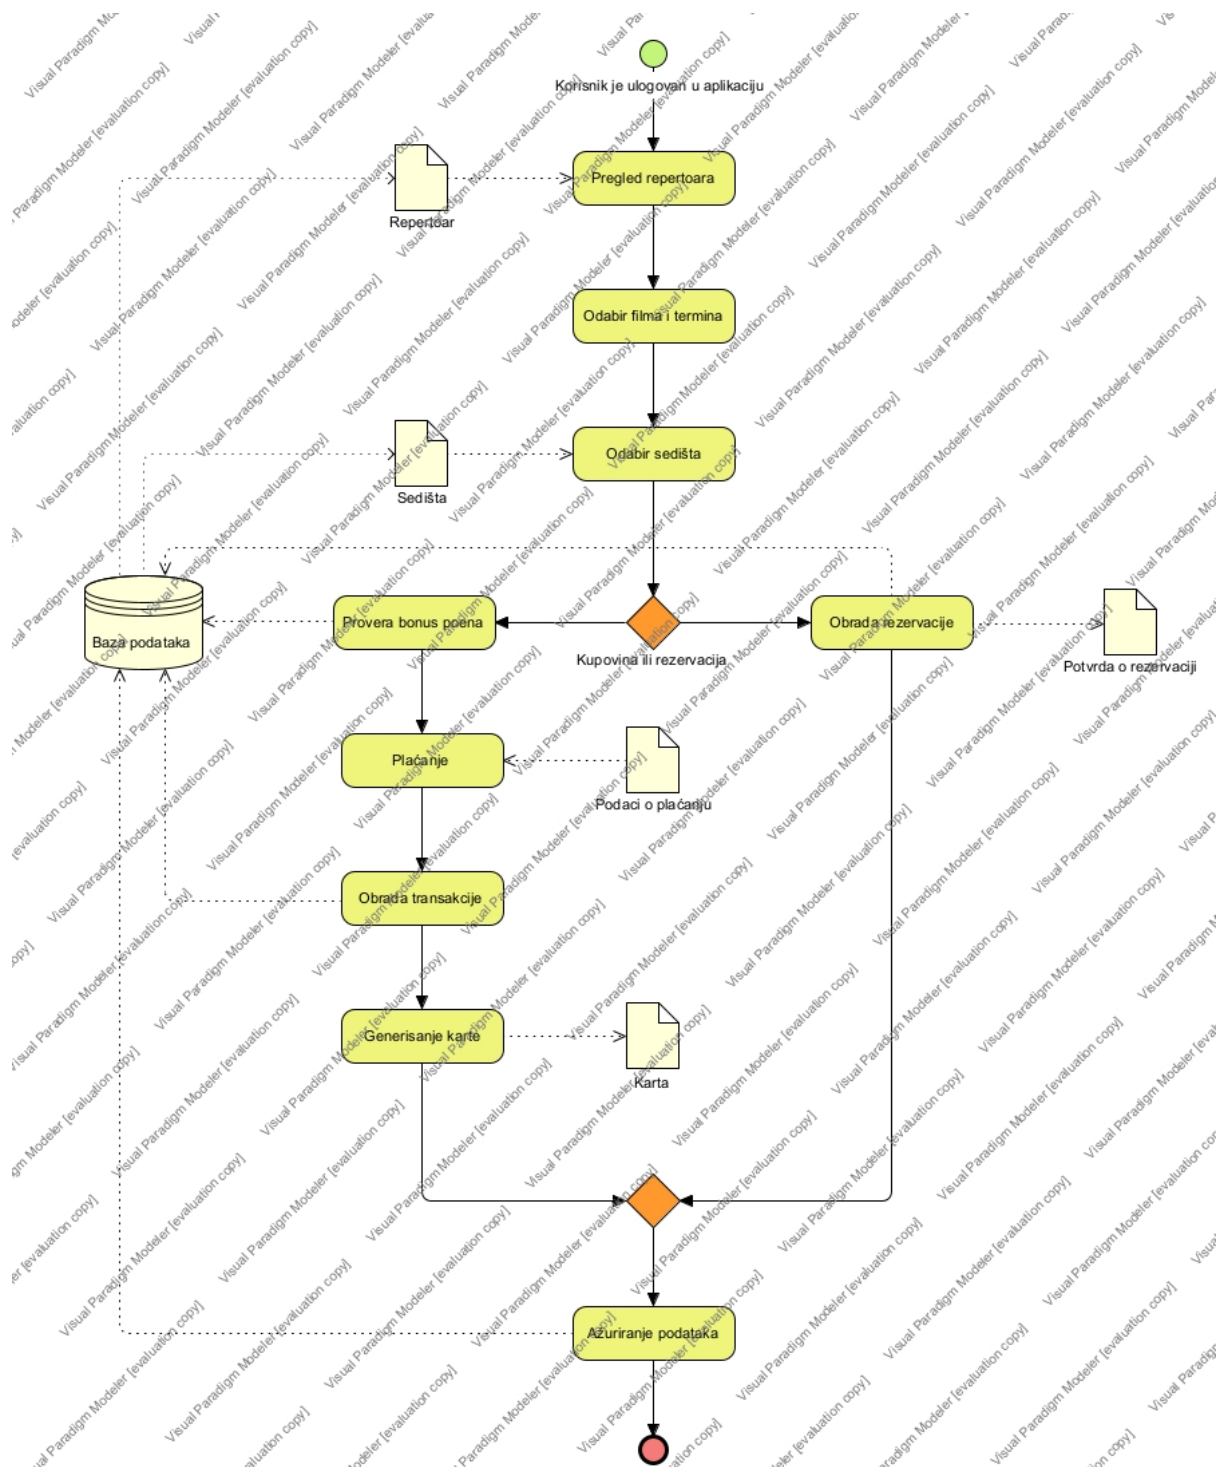 Korisnik je ulogovan u aplikaciju
Pregled repertoara
Repertoar
Odabir filma i termina
Odabir sedišta
Sedišta
Baza podataka
Provera bonus poena
Kupovina ili rezervacija
Obrada rezervacije
Potvrda o rezervaciji
Plaćanje
Podaci o plaćanju
Obrada transakcije
Generisanje karte
Karta
Ažuriranje podataka
Visual Paradigm Modeler [evaluation copy]